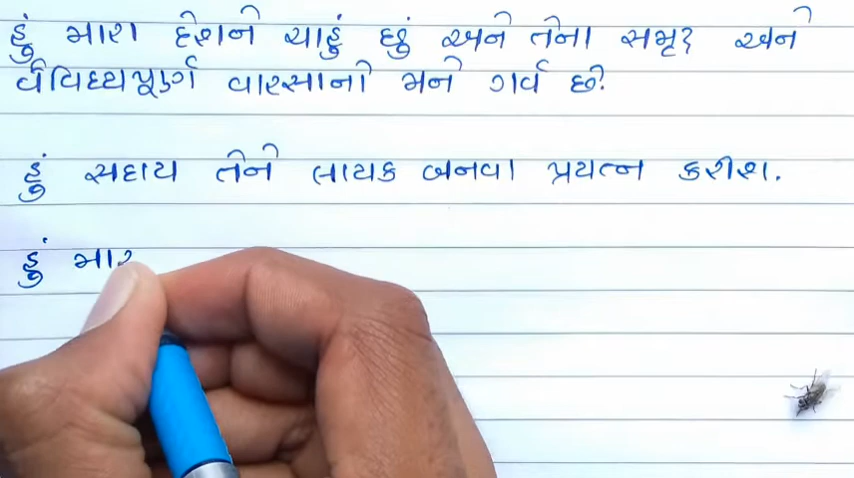 હું મારા દેશને ચાહું છું અને તેના સમૃદ્ અને
વૈવિધ્યપૂર્ણ વારસાનો મને ગર્વ છે.
હું સદાય તેને લાયક બનવા પ્રયત્ન કરીશ.
હું માર